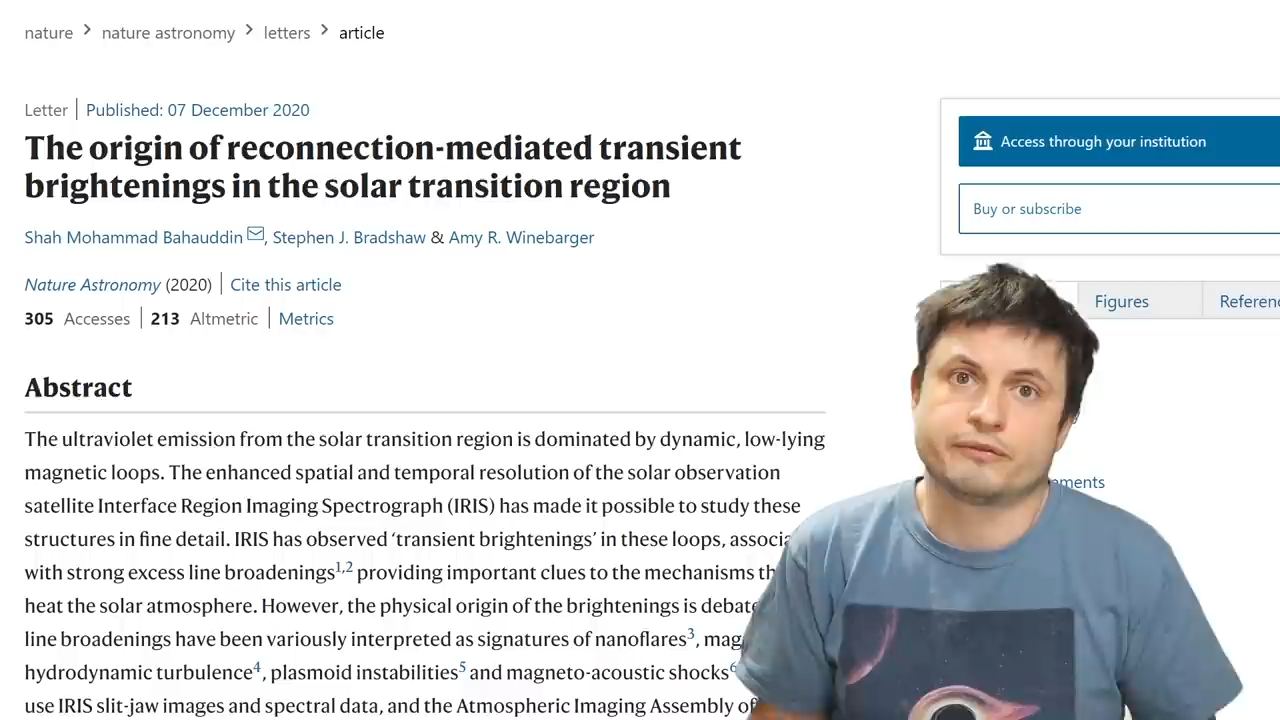 nature > nature astronomy > letters > article
Letter | Published: 07 December 2020
The origin of reconnection-mediated transient
brightenings in the solar transition region
Shah Mohammad Bahauddin, Stephen J. Bradshaw & Amy R. Winebarger
Nature Astronomy (2020) | Cite this article
305 Accesses | 213 Altmetric | Metrics
Abstract
The ultraviolet emission from the solar transition region is dominated by dynamic, low-lying
magnetic loops. The enhanced spatial and temporal resolution of the solar observation
satellite Interface Region Imaging Spectrograph (IRIS) has made it possible to study these
structures in fine detail. IRIS has observed ‘transient brightenings’ in these loops, associa
with strong excess line broadenings1,2 providing important clues to the mechanisms th
heat the solar atmosphere. However, the physical origin of the brightenings is debate
line broadenings have been variously interpreted as signatures of nanoflares3, mag
hydrodynamic turbulence4, plasmoid instabilities5 and magneto-acoustic shocks6
use IRIS slit-jaw images and spectral data, and the Atmospheric Imaging Assembly of
Access through your institution
Buy or subscribe
Figures
Referenc
ements